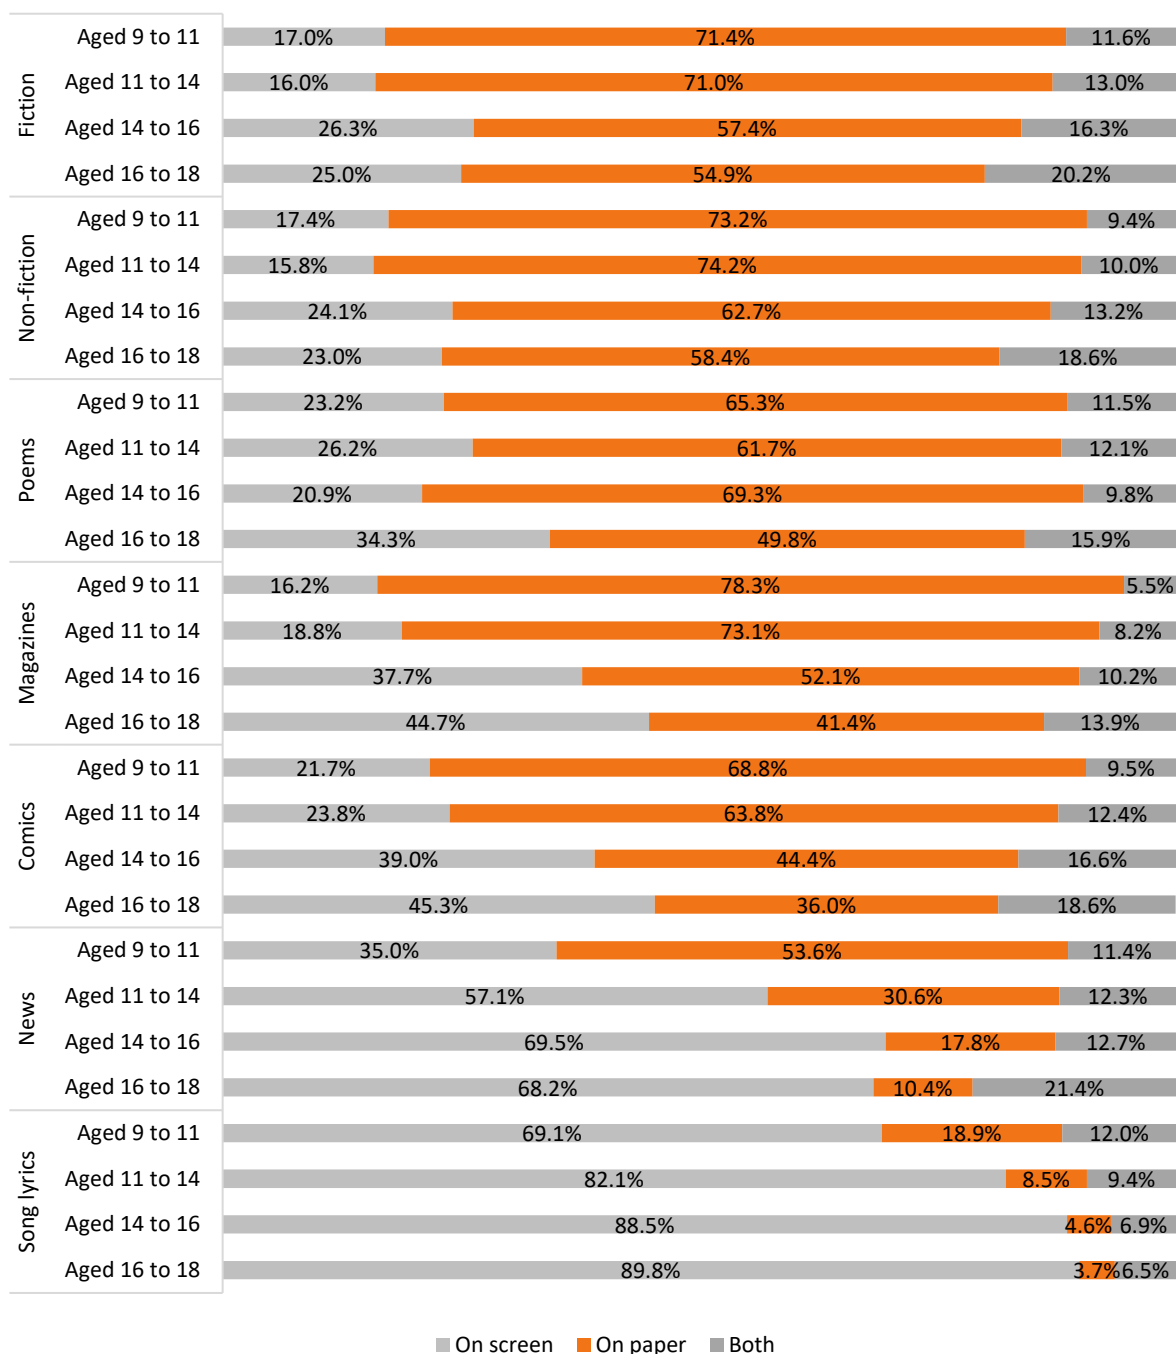 Fiction
Aged 9 to 11 17.0% 71.4% 11.6%
Aged 11 to 14 16.0% 71.0% 13.0%
Aged 14 to 16 26.3% 57.4% 16.3%
Aged 16 to 18 25.0% 54.9% 20.2%
Non-fiction
Aged 9 to 11 17.4% 73.2% 9.4%
Aged 11 to 14 15.8% 74.2% 10.0%
Aged 14 to 16 24.1% 62.7% 13.2%
Aged 16 to 18 23.0% 58.4% 18.6%
Poems
Aged 9 to 11 23.2% 65.3% 11.5%
Aged 11 to 14 26.2% 61.7% 12.1%
Aged 14 to 16 20.9% 69.3% 9.8%
Aged 16 to 18 34.3% 49.8% 15.9%
Magazines
Aged 9 to 11 16.2% 78.3% 5.5%
Aged 11 to 14 18.8% 73.1% 8.2%
Aged 14 to 16 37.7% 52.1% 10.2%
Aged 16 to 18 44.7% 41.4% 13.9%
Comics
Aged 9 to 11 21.7% 68.8% 9.5%
Aged 11 to 14 23.8% 63.8% 12.4%
Aged 14 to 16 39.0% 44.4% 16.6%
Aged 16 to 18 45.3% 36.0% 18.6%
News
Aged 9 to 11 35.0% 53.6% 11.4%
Aged 11 to 14 57.1% 30.6% 12.3%
Aged 14 to 16 69.5% 17.8% 12.7%
Aged 16 to 18 68.2% 10.4% 21.4%
Song lyrics
Aged 9 to 11 69.1% 18.9% 12.0%
Aged 11 to 14 82.1% 8.5% 9.4%
Aged 14 to 16 88.5% 4.6% 6.9%
Aged 16 to 18 89.8% 3.7% 6.5%
On screen On paper Both